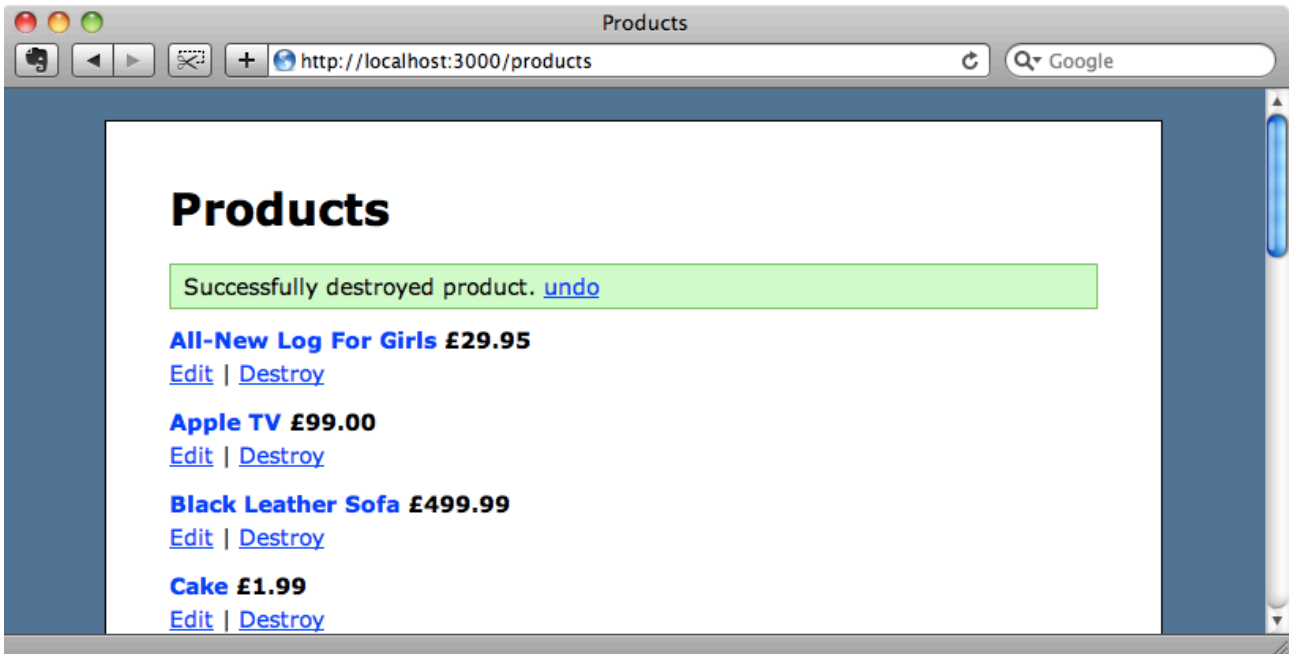 Products
http://localhost:3000/products
Google
Products
Successfully destroyed product. undo
All-New Log For Girls £29.95
Edit | Destroy
Apple TV £99.00
Edit | Destroy
Black Leather Sofa £499.99
Edit | Destroy
Cake £1.99
Edit | Destroy